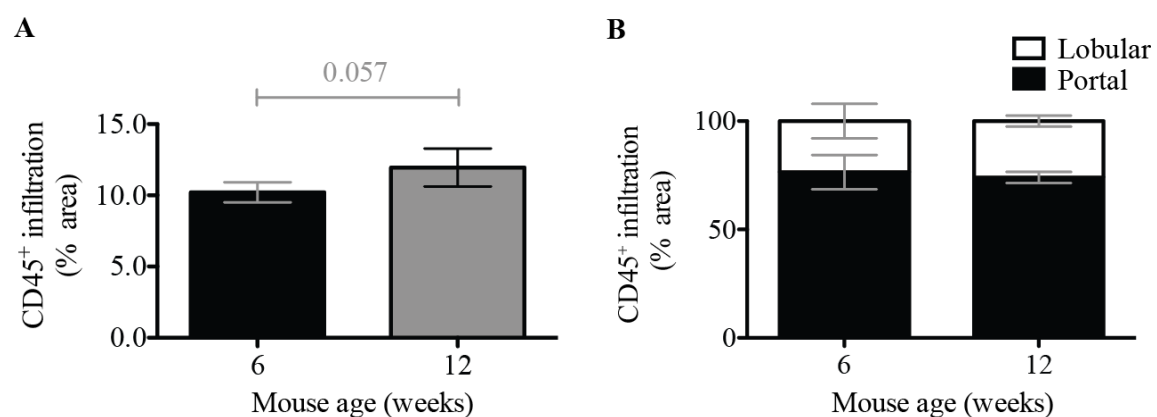 A
0.057
CD45⁺ infiltration
(% area)
15.0
10.0
5.0
0.0
6
12
Mouse age (weeks)
B
Lobular
Portal
CD45⁺ infiltration
(% area)
100
50
0
6
12
Mouse age (weeks)